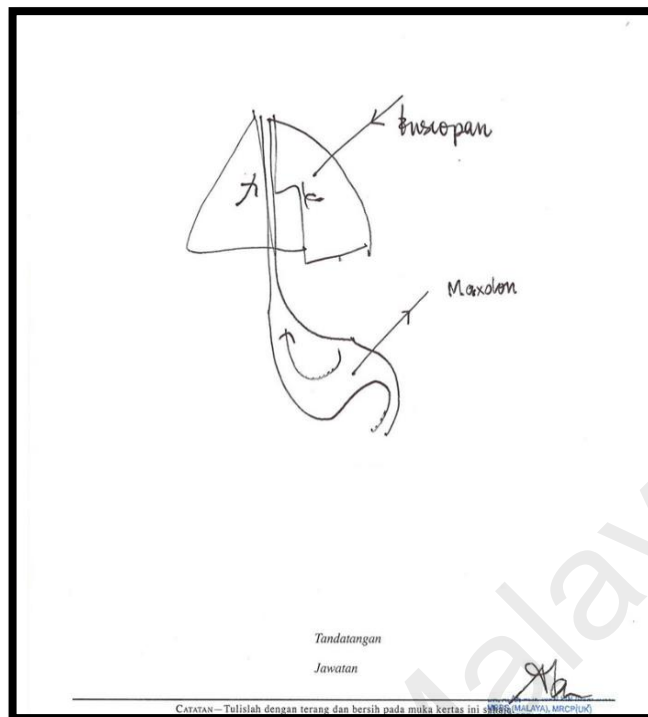 Buscopan
Maxolon
Tandatangan
Jawatan
CATATAN—Tulislah dengan terang dan bersih pada muka kertas ini sahaja.
MBBS (MALAYA), MRCP(UK)
Malaya